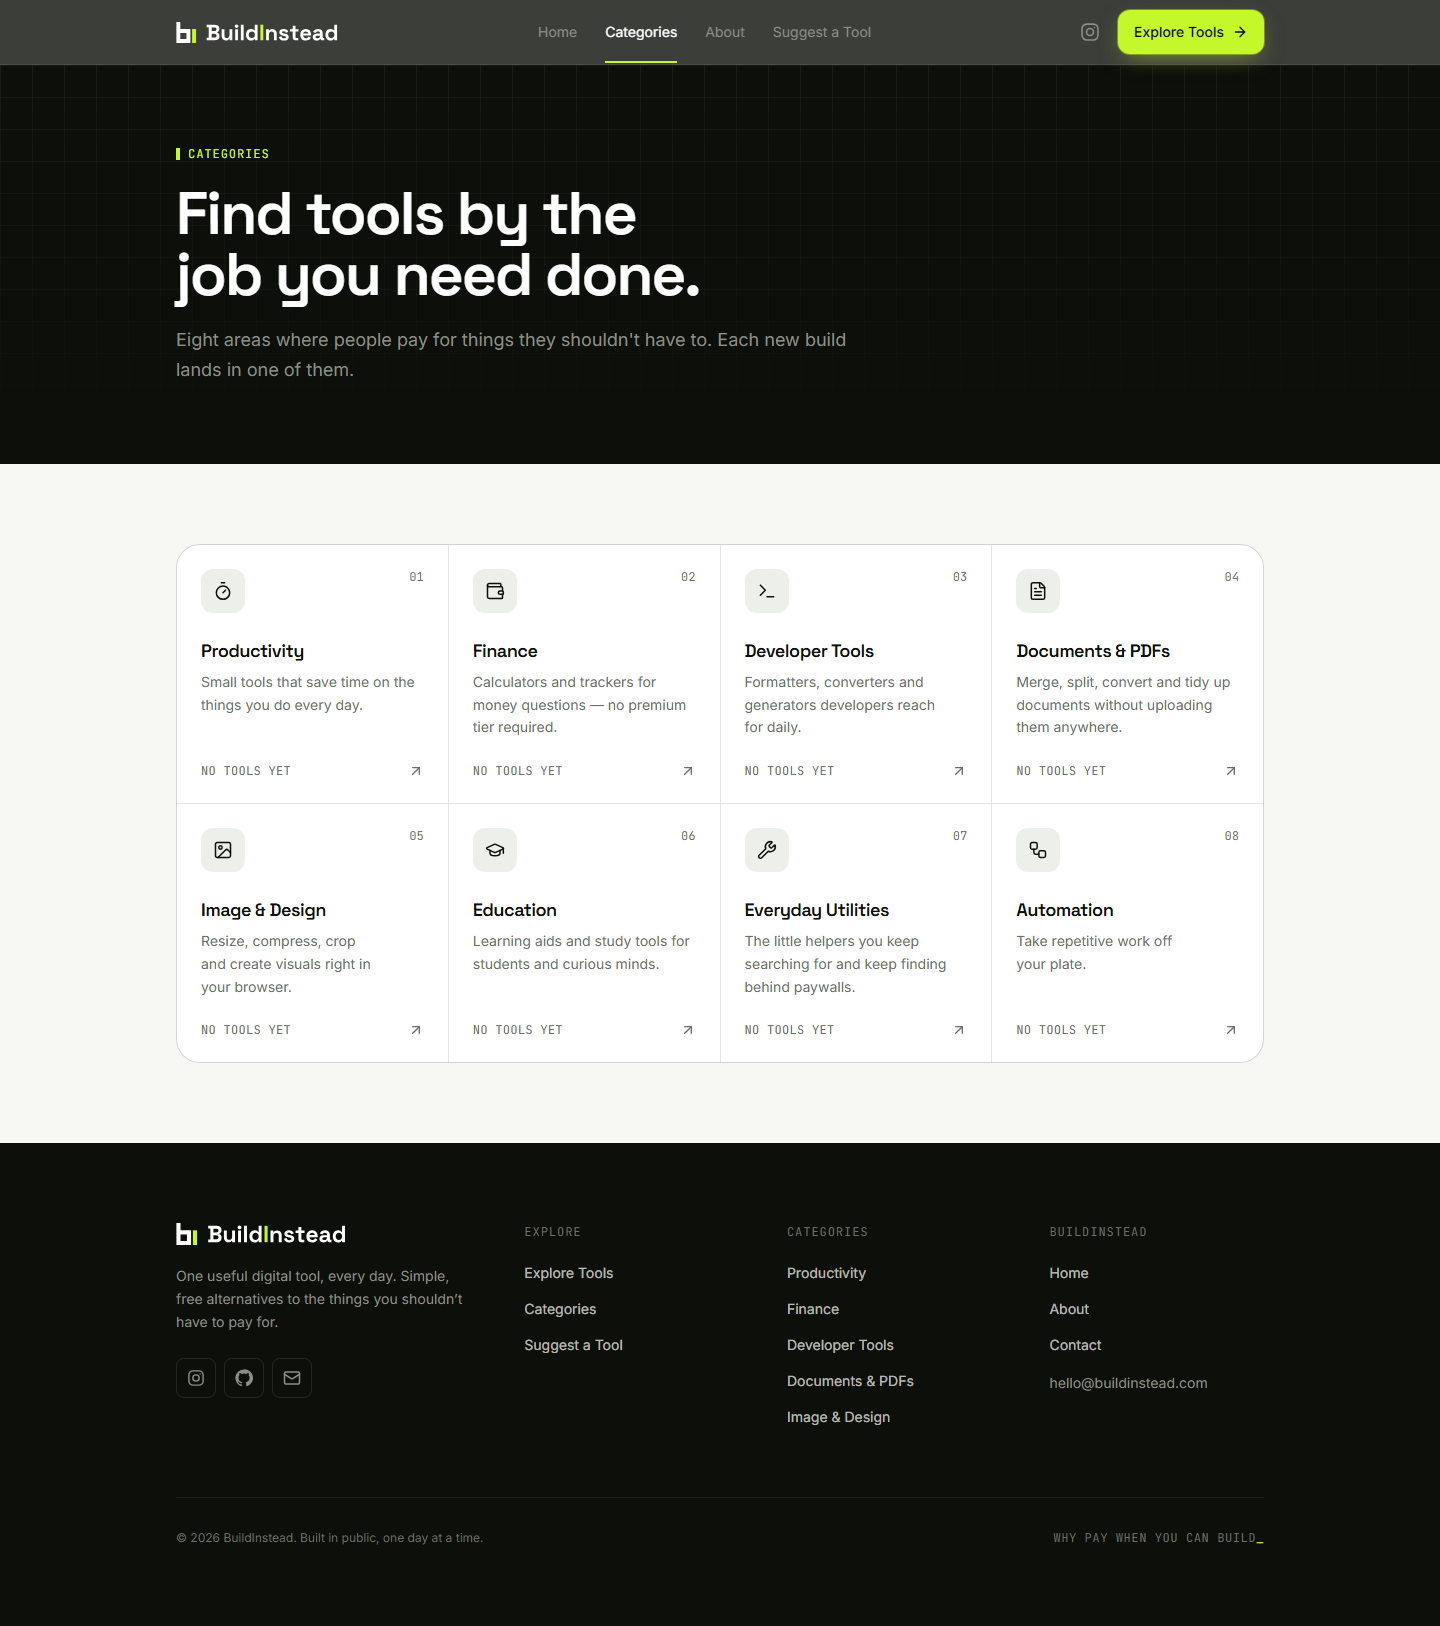 BuildInstead
Home
Categories
About
Suggest a Tool
Explore Tools
CATEGORIES
Find tools by the
job you need done.
Eight areas where people pay for things they shouldn't have to. Each new build
lands in one of them.
01
Productivity
Small tools that save time on the
things you do every day.
NO TOOLS YET
02
Finance
Calculators and trackers for
money questions — no premium
tier required.
NO TOOLS YET
03
Developer Tools
Formatters, converters and
generators developers reach
for daily.
NO TOOLS YET
04
Documents & PDFs
Merge, split, convert and tidy up
documents without uploading
them anywhere.
NO TOOLS YET
05
Image & Design
Resize, compress, crop
and create visuals right in
your browser.
NO TOOLS YET
06
Education
Learning aids and study tools for
students and curious minds.
NO TOOLS YET
07
Everyday Utilities
The little helpers you keep
searching for and keep finding
behind paywalls.
NO TOOLS YET
08
Automation
Take repetitive work off
your plate.
NO TOOLS YET
BuildInstead
One useful digital tool, every day. Simple,
free alternatives to the things you shouldn’t
have to pay for.
EXPLORE
Explore Tools
Categories
Suggest a Tool
CATEGORIES
Productivity
Finance
Developer Tools
Documents & PDFs
Image & Design
BUILDINSTEAD
Home
About
Contact
hello@buildinstead.com
© 2026 BuildInstead. Built in public, one day at a time.
WHY PAY WHEN YOU CAN BUILD_